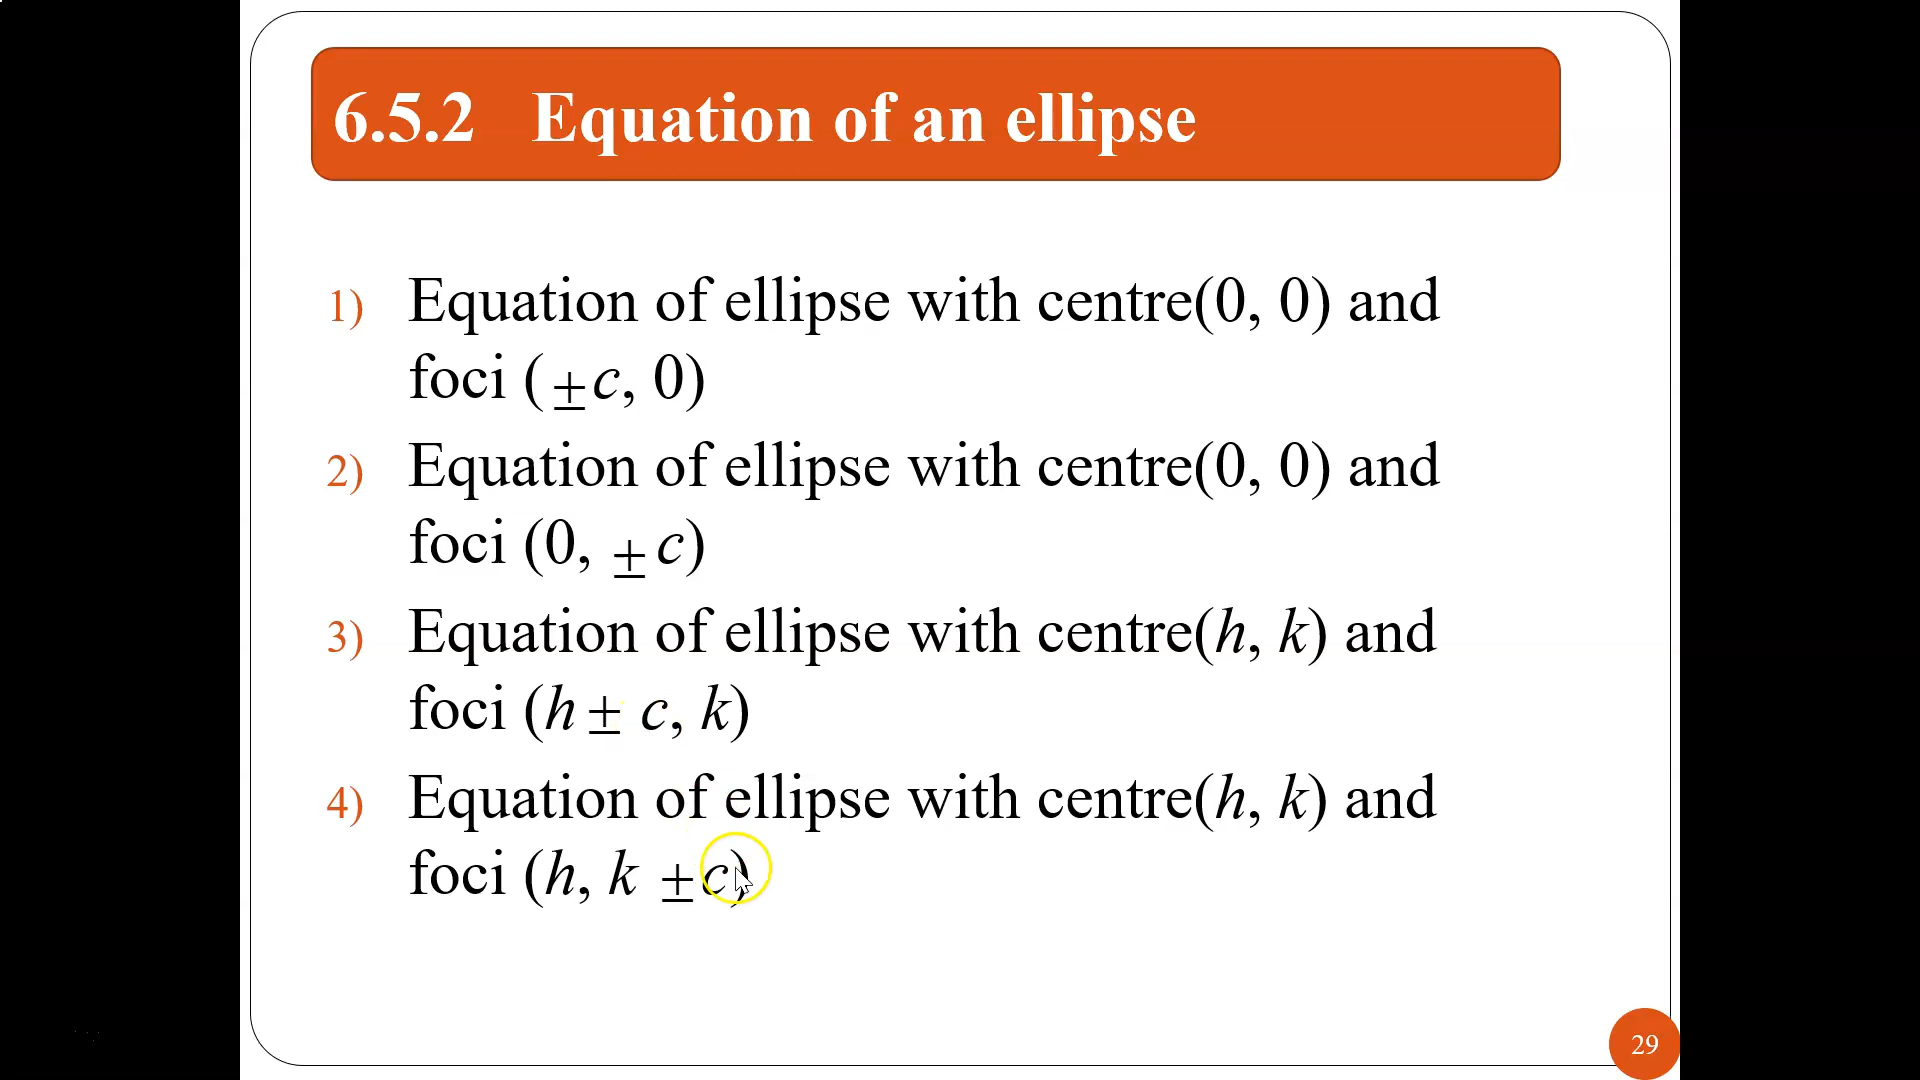 6.5.2 Equation of an ellipse
1) Equation of ellipse with centre(0, 0) and
foci (±c, 0)
2) Equation of ellipse with centre(0, 0) and
foci (0, ±c)
3) Equation of ellipse with centre(h, k) and
foci (h ± c, k)
4) Equation of ellipse with centre(h, k) and
foci (h, k ±c)
29